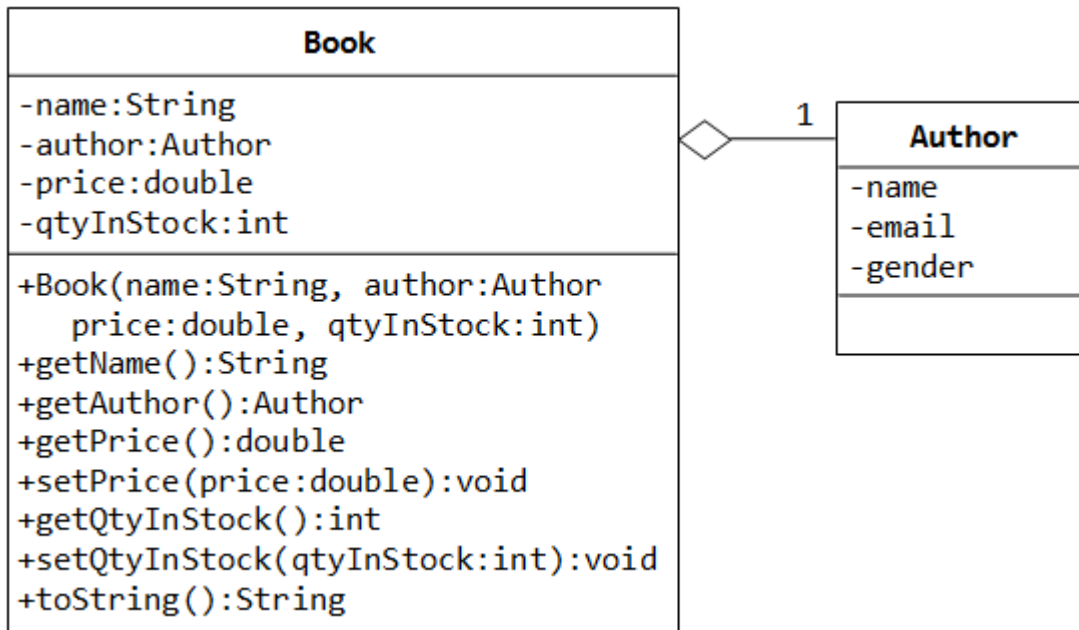 Book
-name:String
-author:Author
-price:double
-qtyInStock:int
+Book(name:String, author:Author
price:double, qtyInStock:int)
+getName():String
+getAuthor():Author
+getPrice():double
+setPrice(price:double):void
+getQtyInStock():int
+setQtyInStock(qtyInStock:int):void
+toString():String
1
Author
-name
-email
-gender